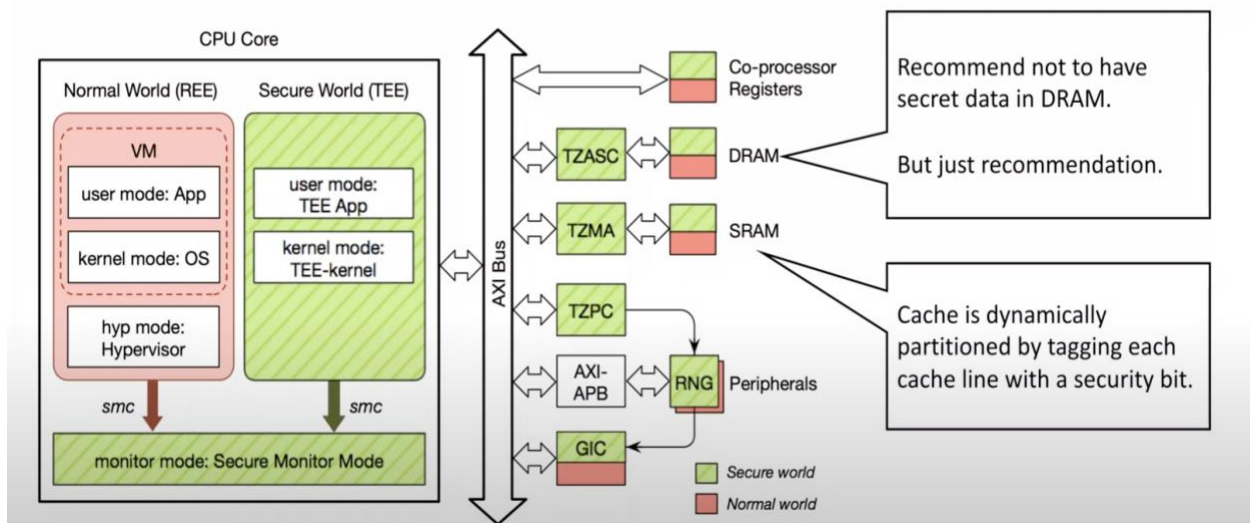 CPU Core
Normal World (REE)
Secure World (TEE)
VM
user mode: App
kernel mode: OS
hyp mode:
Hypervisor
user mode:
TEE App
kernel mode:
TEE-kernel
smc
smc
monitor mode: Secure Monitor Mode
AXI Bus
Co-processor
Registers
TZASC
DRAM
TZMA
SRAM
TZPC
AXI-
APB
RNG
Peripherals
GIC
Secure world
Normal world
Recommend not to have
secret data in DRAM.
But just recommendation.
Cache is dynamically
partitioned by tagging each
cache line with a security bit.